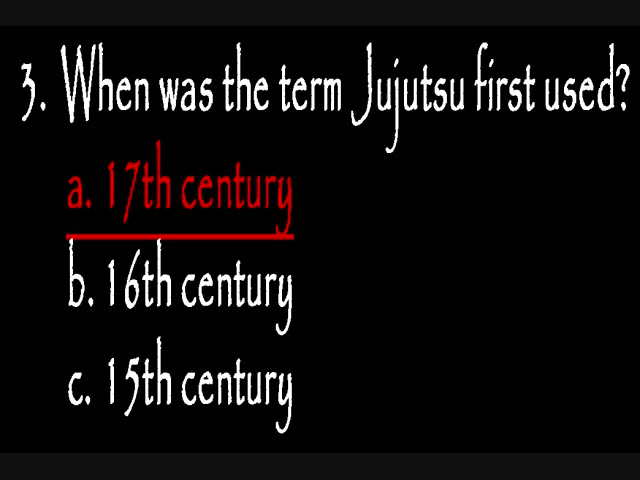 3. When was the term Jujutsu first used?
a. 17th century
b. 16th century
c. 15th century